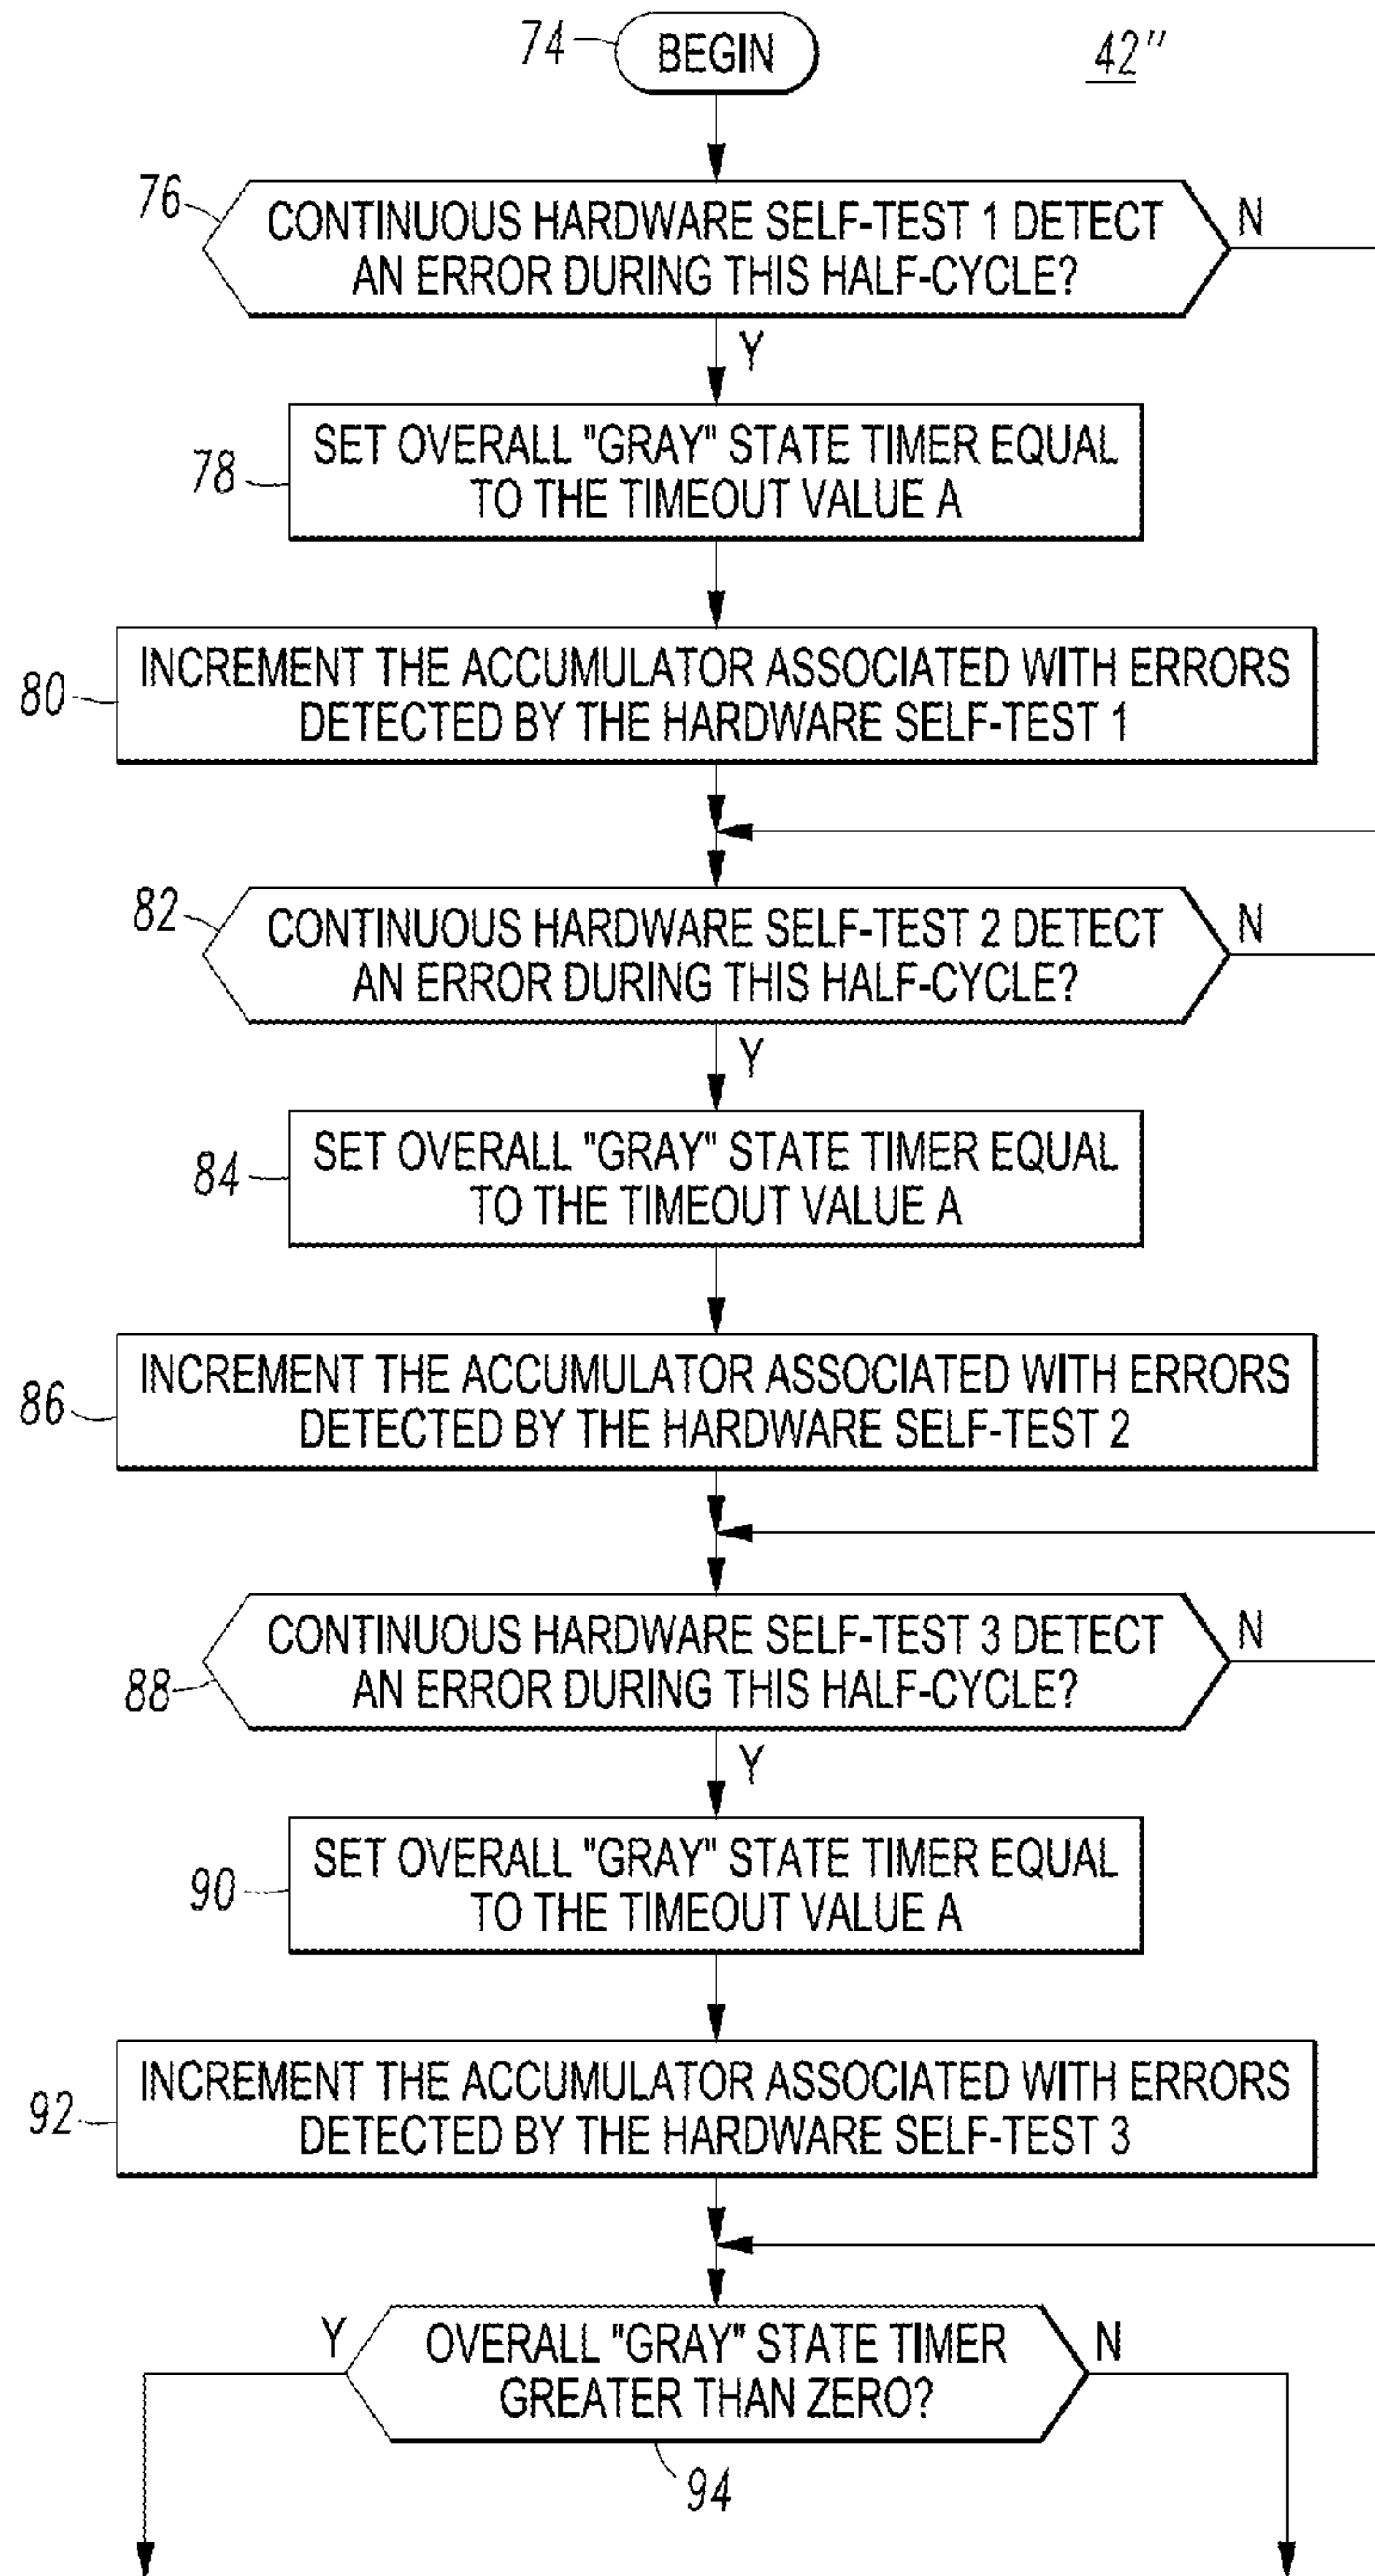 74
BEGIN
42"
76
CONTINUOUS HARDWARE SELF-TEST 1 DETECT
AN ERROR DURING THIS HALF-CYCLE?
N
Y
78
SET OVERALL "GRAY" STATE TIMER EQUAL
TO THE TIMEOUT VALUE A
80
INCREMENT THE ACCUMULATOR ASSOCIATED WITH ERRORS
DETECTED BY THE HARDWARE SELF-TEST 1
82
CONTINUOUS HARDWARE SELF-TEST 2 DETECT
AN ERROR DURING THIS HALF-CYCLE?
N
Y
84
SET OVERALL "GRAY" STATE TIMER EQUAL
TO THE TIMEOUT VALUE A
86
INCREMENT THE ACCUMULATOR ASSOCIATED WITH ERRORS
DETECTED BY THE HARDWARE SELF-TEST 2
88
CONTINUOUS HARDWARE SELF-TEST 3 DETECT
AN ERROR DURING THIS HALF-CYCLE?
N
Y
90
SET OVERALL "GRAY" STATE TIMER EQUAL
TO THE TIMEOUT VALUE A
92
INCREMENT THE ACCUMULATOR ASSOCIATED WITH ERRORS
DETECTED BY THE HARDWARE SELF-TEST 3
Y
OVERALL "GRAY" STATE TIMER
GREATER THAN ZERO?
N
94